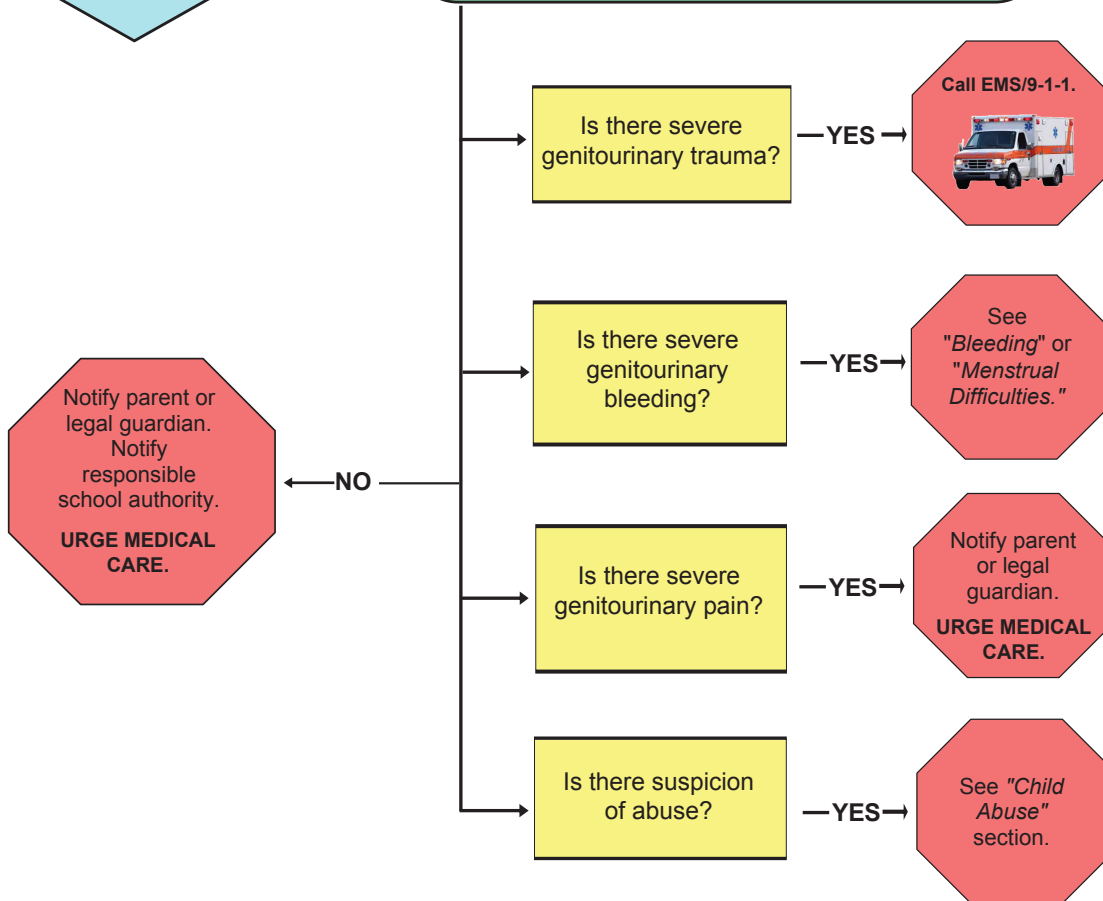 Is there severe
genitourinary trauma?
YES
Call EMS/9-1-1.
Is there severe
genitourinary
bleeding?
YES
See
"Bleeding" or
"Menstrual
Difficulties."
Notify parent or
legal guardian.
Notify
responsible
school authority.
URGE MEDICAL
CARE.
NO
Is there severe
genitourinary pain?
YES
Notify parent
or legal
guardian.
URGE MEDICAL
CARE.
Is there suspicion
of abuse?
YES
See "Child
Abuse"
section.